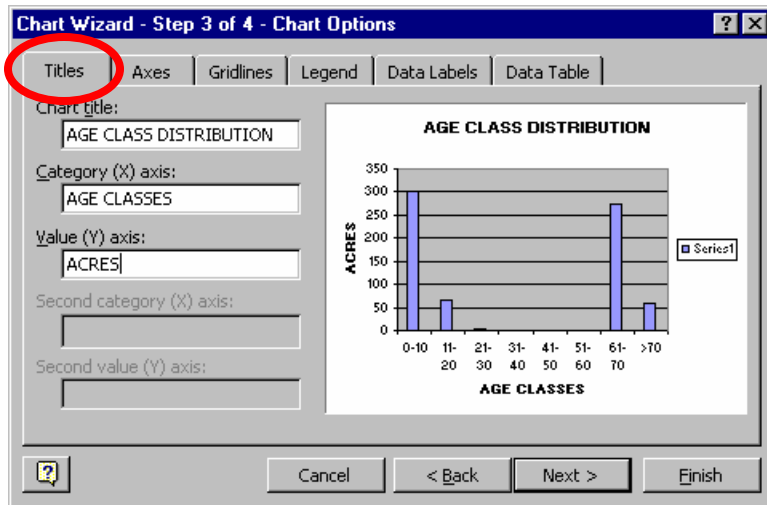 Chart Wizard - Step 3 of 4 - Chart Options
Titles Axes Gridlines Legend Data Labels Data Table
Chart title:
AGE CLASS DISTRIBUTION
Category (X) axis:
AGE CLASSES
Value (Y) axis:
ACRES
Second category (X) axis:
Second value (Y) axis:
AGE CLASS DISTRIBUTION
350
300
250
200
150
100
50
0
ACRES
0-10 11-20 21-30 31-40 41-50 51-60 61-70 >70
AGE CLASSES
Series1
Cancel < Back Next > Finish